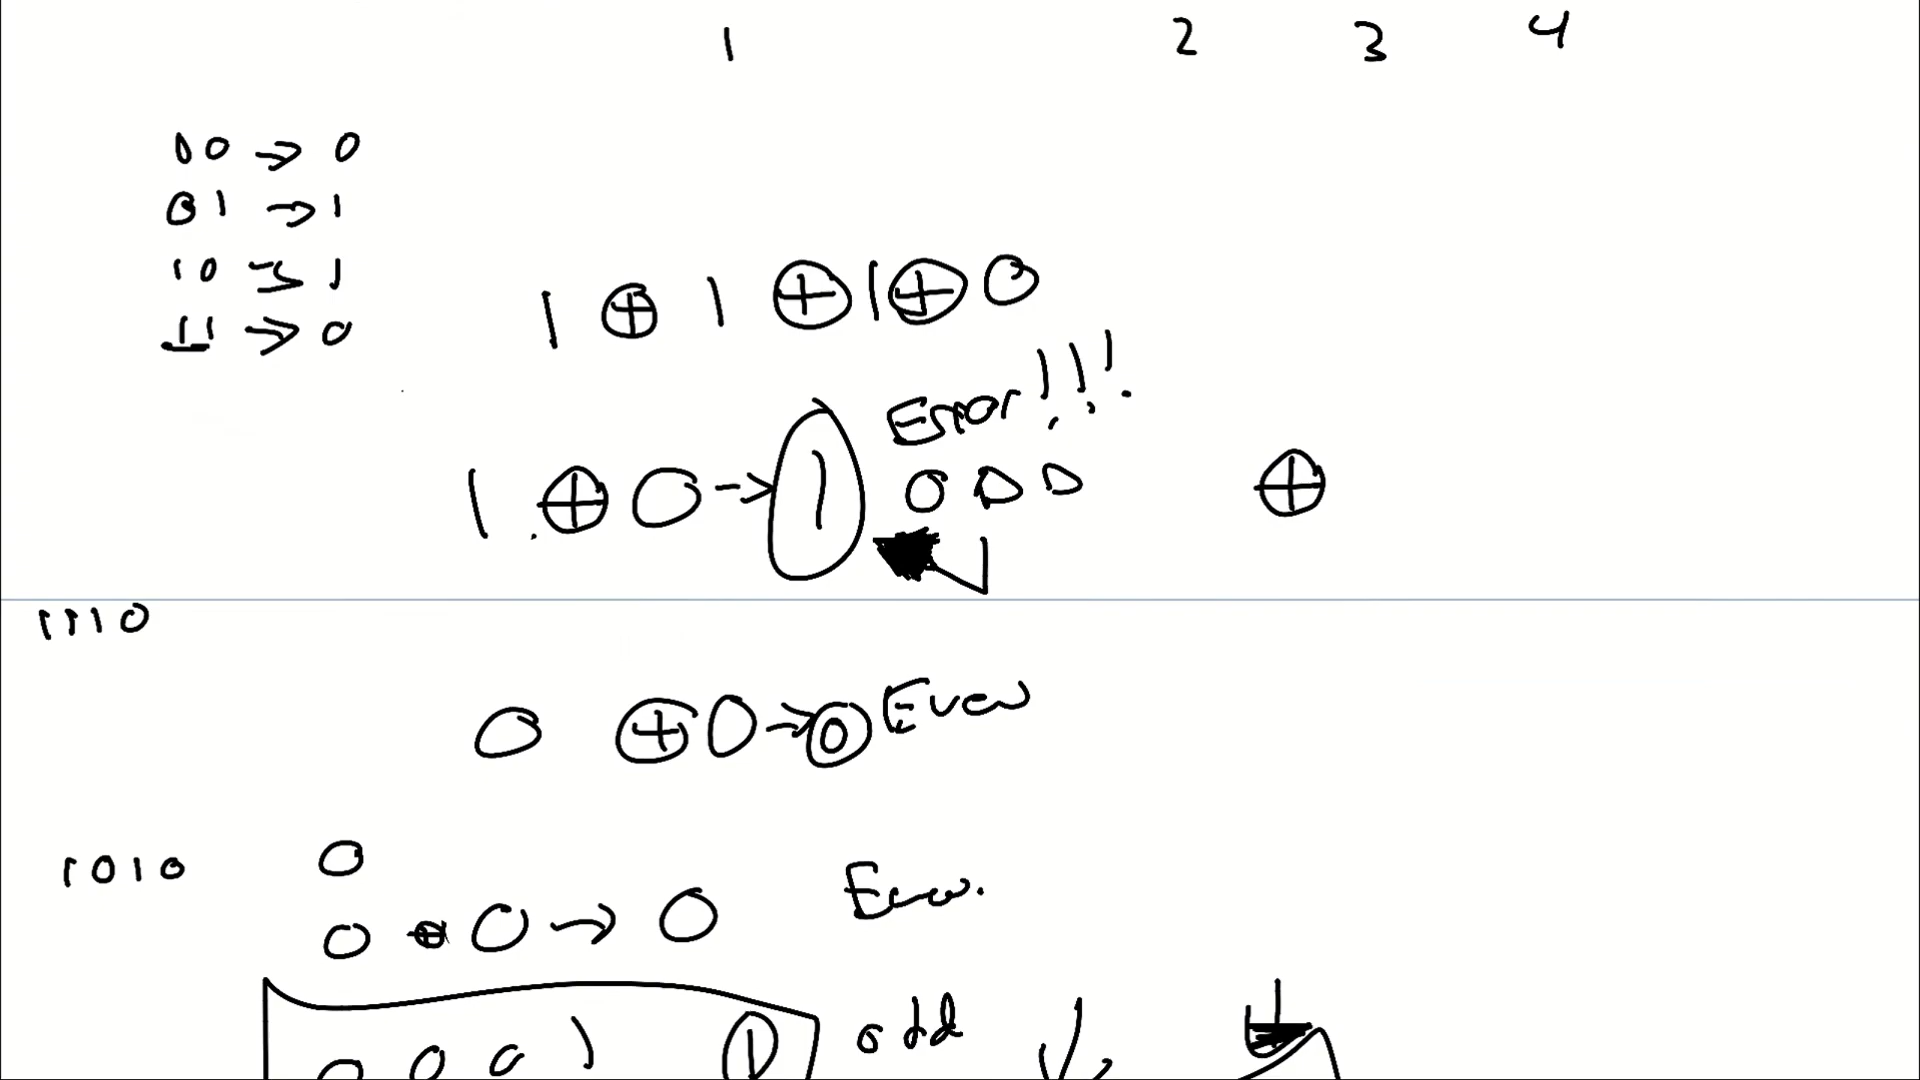 1 2 3 4
00 → 0
01 → 1
10 → 1
11 → 0
1 ⊕ 1 ⊕ 1 ⊕ 0
Error!!!
1 ⊕ 0 → 1 ODD ⊕
1110
0 ⊕ 0 → 0 Even
1010 0
0 ⊕ 0 → 0 Even.
0 0 0 1 1 odd